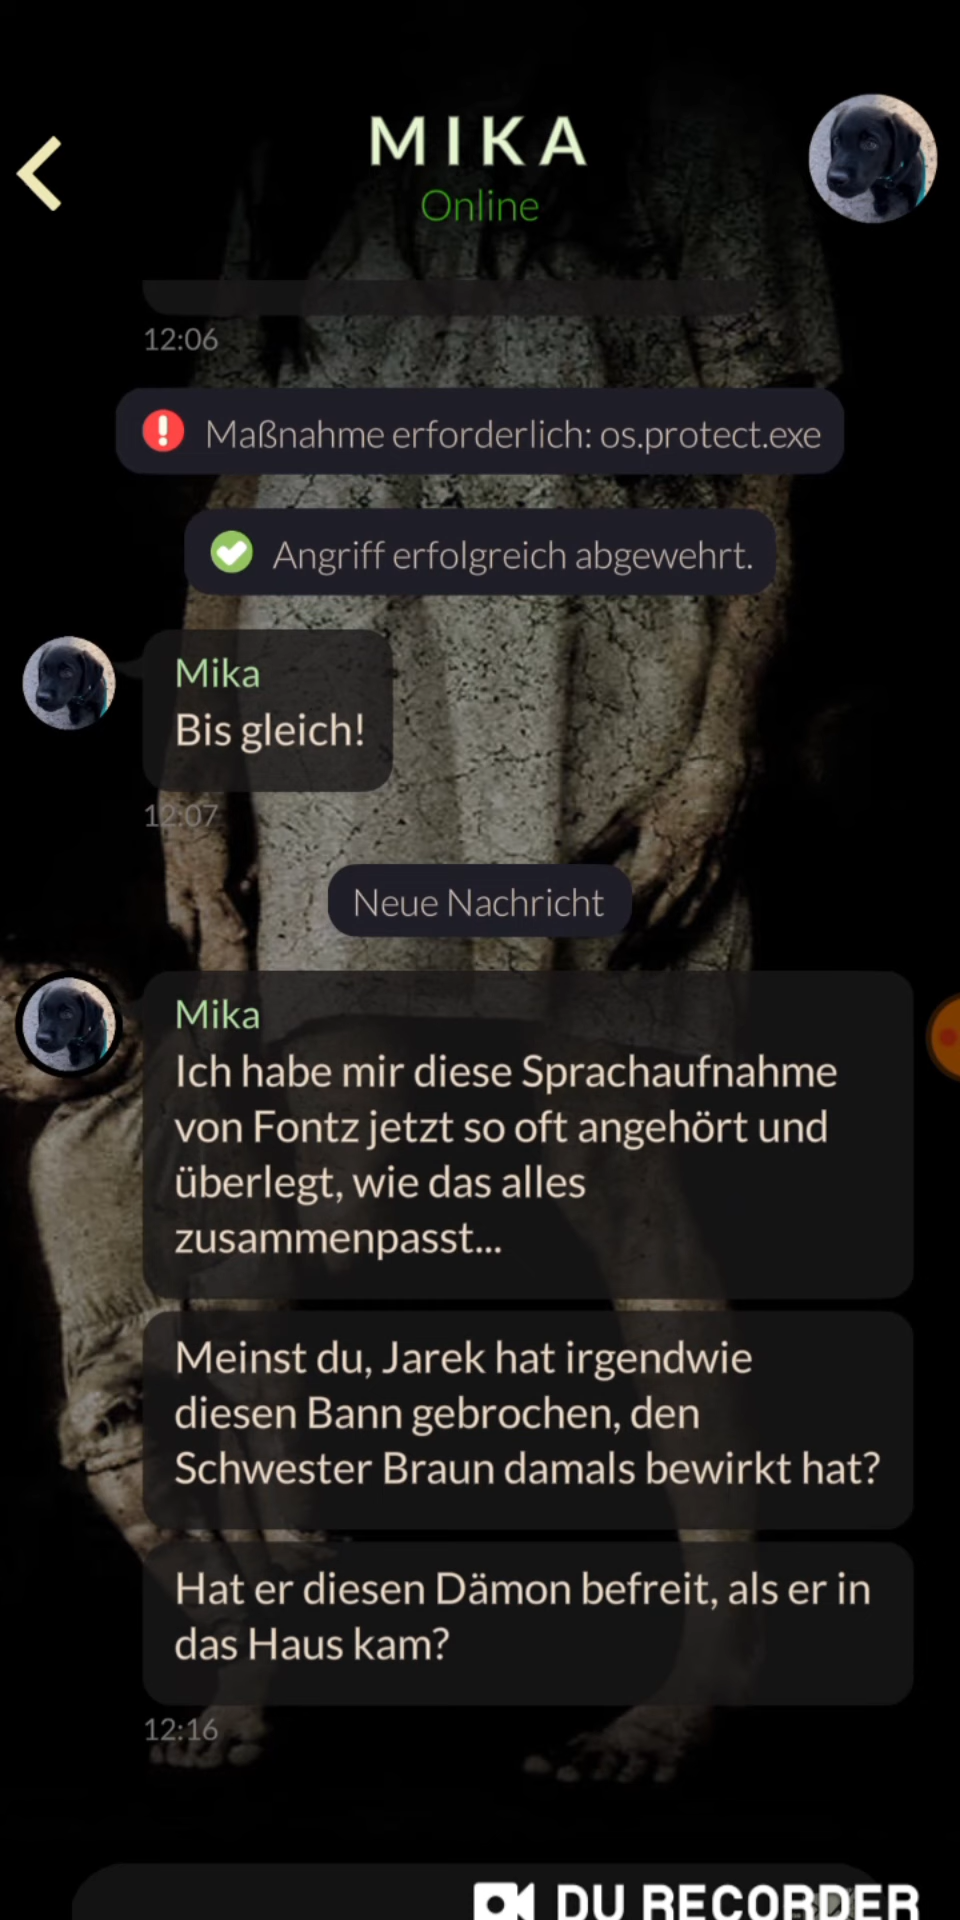 MIKA
Online
12:06
Maßnahme erforderlich: os.protect.exe
Angriff erfolgreich abgewehrt.
Mika
Bis gleich!
12:07
Neue Nachricht
Mika
Ich habe mir diese Sprachaufnahme
von Fontz jetzt so oft angehört und
überlegt, wie das alles
zusammenpasst...
Meinst du, Jarek hat irgendwie
diesen Bann gebrochen, den
Schwester Braun damals bewirkt hat?
Hat er diesen Dämon befreit, als er in
das Haus kam?
12:16
DU RECORDER